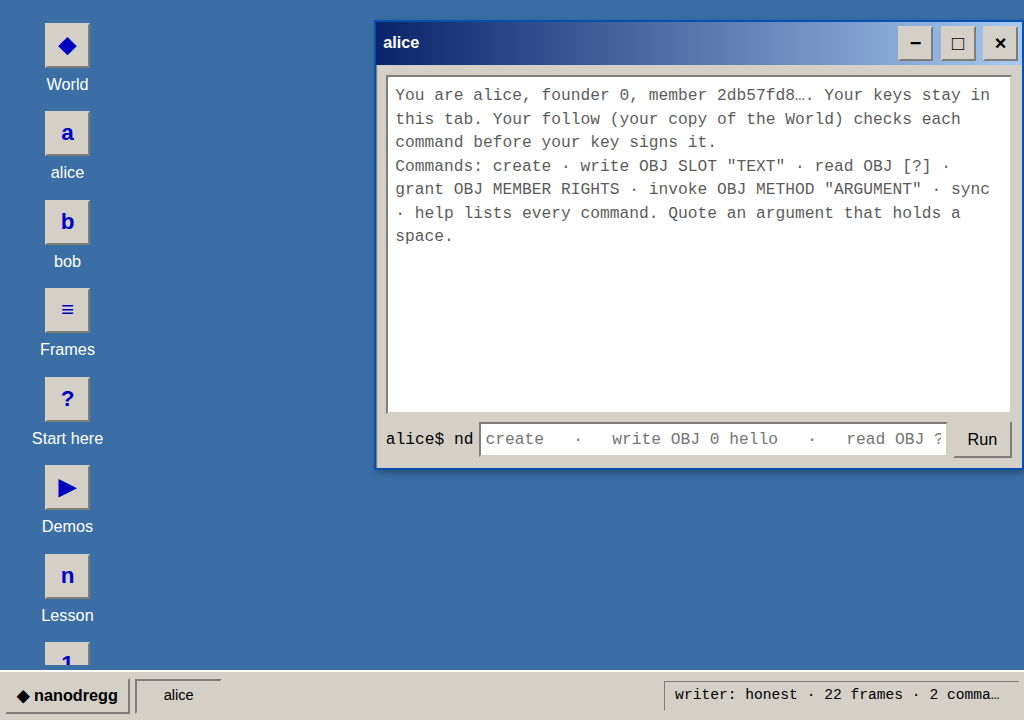 ◆
World
a
alice
b
bob
≡
Frames
?
Start here
▶
Demos
n
Lesson
1
alice
− □ ×
You are alice, founder 0, member 2db57fd8…. Your keys stay in
this tab. Your follow (your copy of the World) checks each
command before your key signs it.
Commands: create · write OBJ SLOT "TEXT" · read OBJ [?] ·
grant OBJ MEMBER RIGHTS · invoke OBJ METHOD "ARGUMENT" · sync
· help lists every command. Quote an argument that holds a
space.
alice$ nd create · write OBJ 0 hello · read OBJ ? Run
◆ nanodregg alice writer: honest · 22 frames · 2 comma…